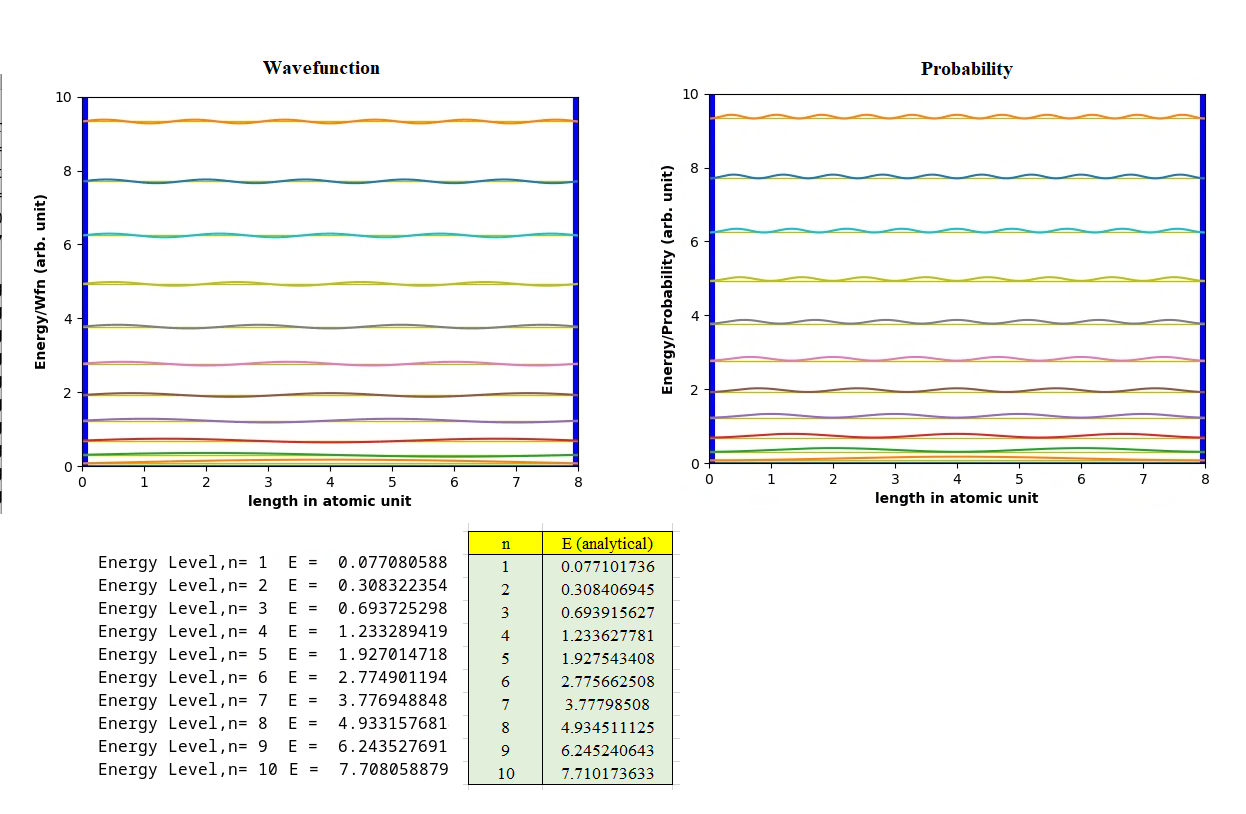 Wavefunction
10
8
6
4
2
0
Energy/Wfn (arb. unit)
0 1 2 3 4 5 6 7 8
length in atomic unit
Probability
10
8
6
4
2
0
Energy/Probability (arb. unit)
0 1 2 3 4 5 6 7 8
length in atomic unit
Energy Level,n= 1 E = 0.077080588
Energy Level,n= 2 E = 0.308322354
Energy Level,n= 3 E = 0.693725298
Energy Level,n= 4 E = 1.233289419
Energy Level,n= 5 E = 1.927014718
Energy Level,n= 6 E = 2.774901194
Energy Level,n= 7 E = 3.776948848
Energy Level,n= 8 E = 4.933157681
Energy Level,n= 9 E = 6.243527691
Energy Level,n= 10 E = 7.708058879
n E (analytical)
1 0.077101736
2 0.308406945
3 0.693915627
4 1.233627781
5 1.927543408
6 2.775662508
7 3.77798508
8 4.934511125
9 6.245240643
10 7.710173633